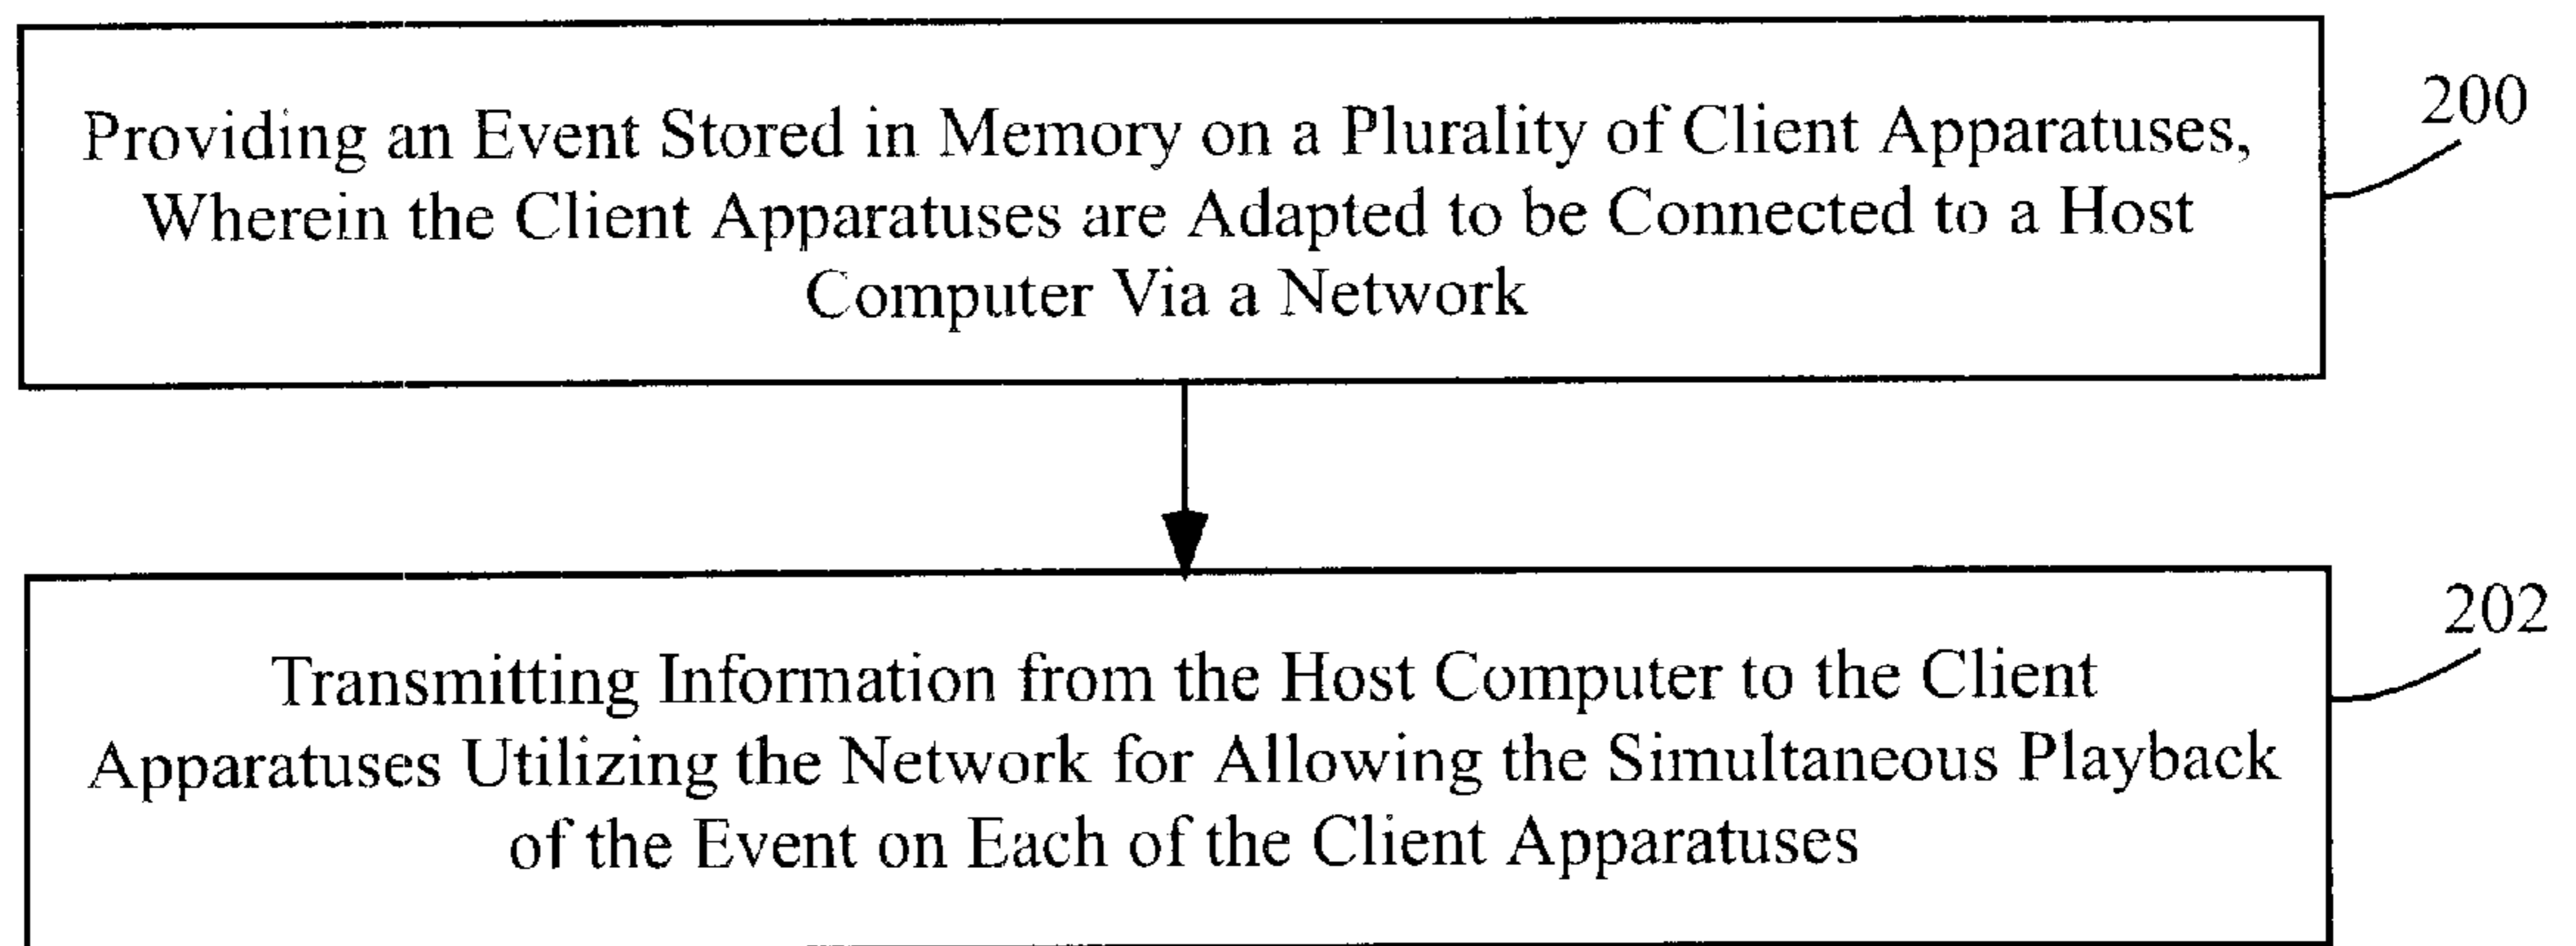 Providing an Event Stored in Memory on a Plurality of Client Apparatuses,
Wherein the Client Apparatuses are Adapted to be Connected to a Host
Computer Via a Network
200
Transmitting Information from the Host Computer to the Client
Apparatuses Utilizing the Network for Allowing the Simultaneous Playback
of the Event on Each of the Client Apparatuses
202